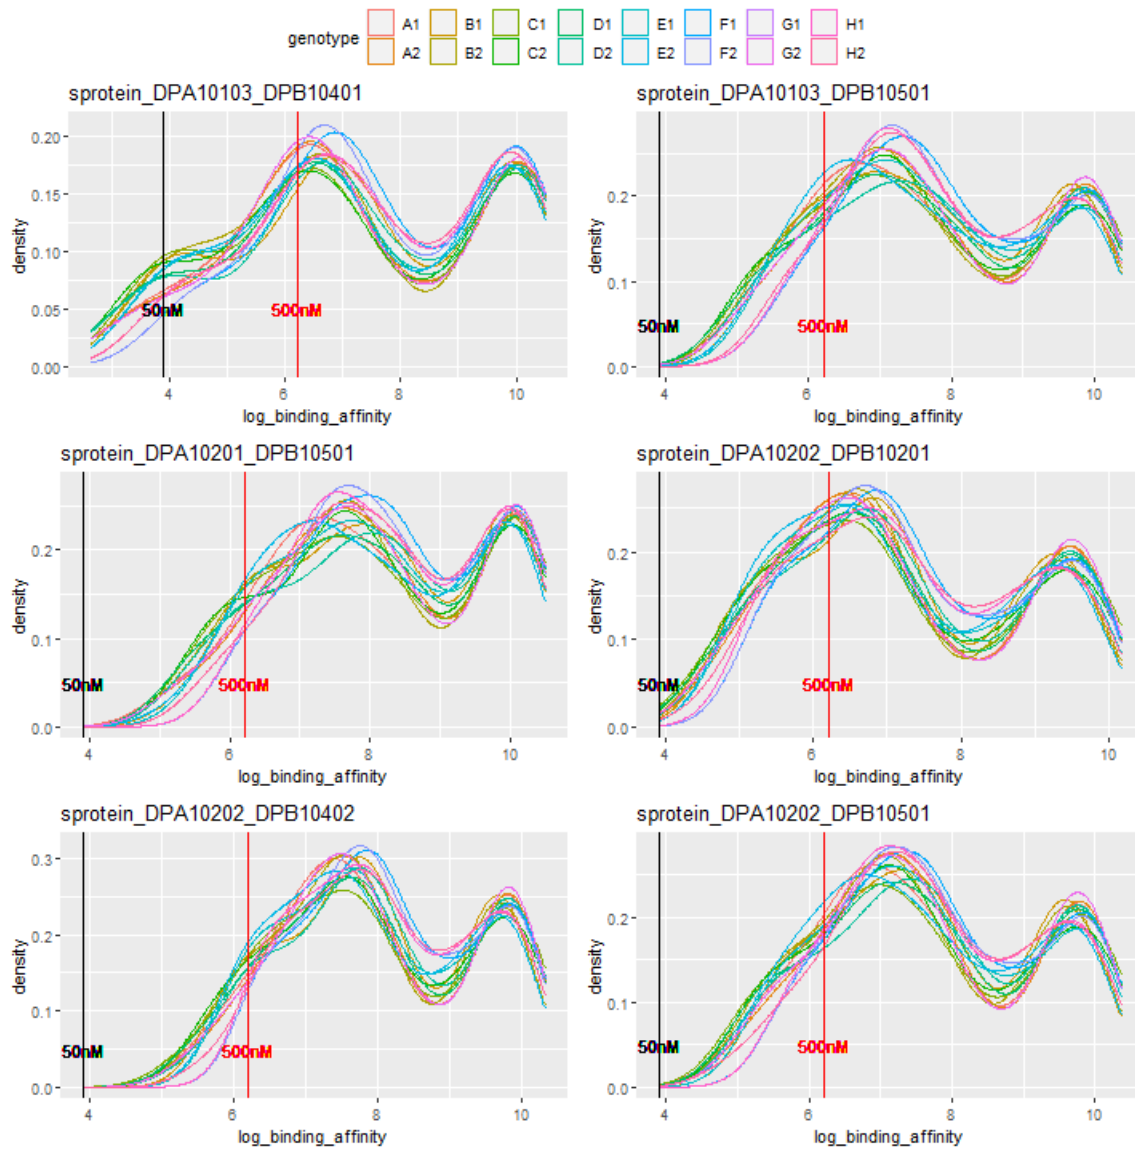 genotype A1 B1 C1 D1 E1 F1 G1 H1
A2 B2 C2 D2 E2 F2 G2 H2
sprotein_DPA10103_DPB10401
density
0.20
0.15
0.10
0.05
0.00
50nM 500nM
4 6 8 10
log_binding_affinity
sprotein_DPA10103_DPB10501
density
0.2
0.1
0.0
50nM 500nM
4 6 8 10
log_binding_affinity
sprotein_DPA10201_DPB10501
density
0.2
0.1
0.0
50nM 500nM
4 6 8 10
log_binding_affinity
sprotein_DPA10202_DPB10201
density
0.2
0.1
0.0
50nM 500nM
4 6 8 10
log_binding_affinity
sprotein_DPA10202_DPB10402
density
0.3
0.2
0.1
0.0
50nM 500nM
4 6 8 10
log_binding_affinity
sprotein_DPA10202_DPB10501
density
0.2
0.1
0.0
50nM 500nM
4 6 8 10
log_binding_affinity